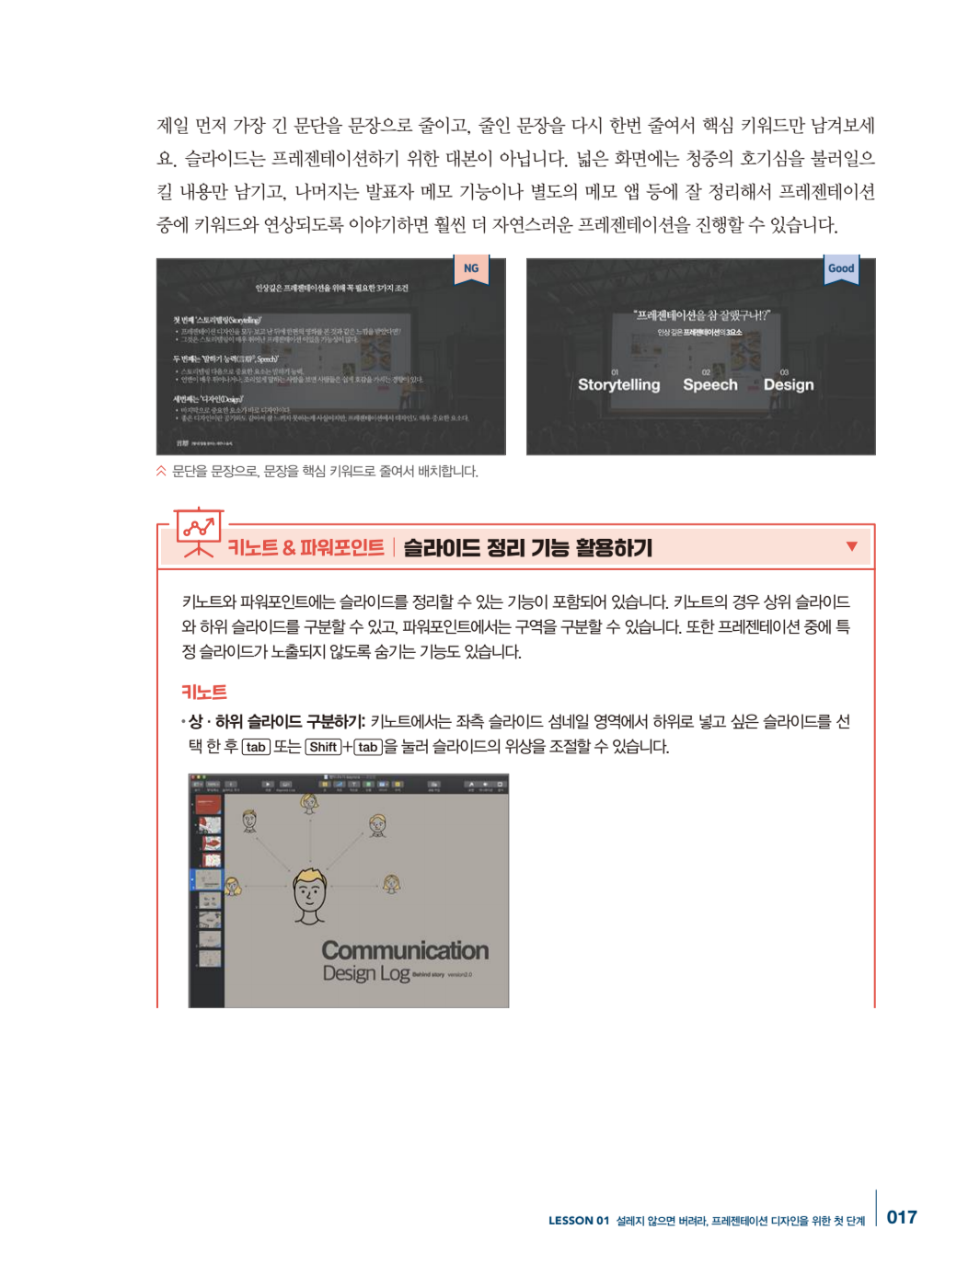 제일 먼저 가장 긴 문단을 문장으로 줄이고, 줄인 문장을 다시 한번 줄여서 핵심 키워드만 남겨보세
요. 슬라이드는 프레젠테이션하기 위한 대본이 아닙니다. 넓은 화면에는 청중의 호기심을 불러일으
킬 내용만 남기고, 나머지는 발표자 메모 기능이나 별도의 메모 앱 등에 잘 정리해서 프레젠테이션
중에 키워드와 연상되도록 이야기하면 훨씬 더 자연스러운 프레젠테이션을 진행할 수 있습니다.
NG
인상깊은 프레젠테이션을 위해 꼭 필요한 3가지 조건
첫 번째 '스토리텔링(Storytelling)'
두 번째는 '말하기 능력
세번째는 '디자인(Design)'
Good
"프레젠테이션을 참 잘했구나!?"
인상 깊은 프레젠테이션의 3요소
01 02 03
Storytelling Speech Design
문단을 문장으로, 문장을 핵심 키워드로 줄여서 배치합니다.
키노트 & 파워포인트 | 슬라이드 정리 기능 활용하기 ▼
키노트와 파워포인트에는 슬라이드를 정리할 수 있는 기능이 포함되어 있습니다. 키노트의 경우 상위 슬라이드
와 하위 슬라이드를 구분할 수 있고, 파워포인트에서는 구역을 구분할 수 있습니다. 또한 프레젠테이션 중에 특
정 슬라이드가 노출되지 않도록 숨기는 기능도 있습니다.
키노트
• 상 · 하위 슬라이드 구분하기: 키노트에서는 좌측 슬라이드 섬네일 영역에서 하위로 넣고 싶은 슬라이드를 선
택 한 후 tab 또는 Shift+tab을 눌러 슬라이드의 위상을 조절할 수 있습니다.
Communication
Design Log Behind story version2.0
LESSON 01 설레지 않으면 버려라, 프레젠테이션 디자인을 위한 첫 단계 017